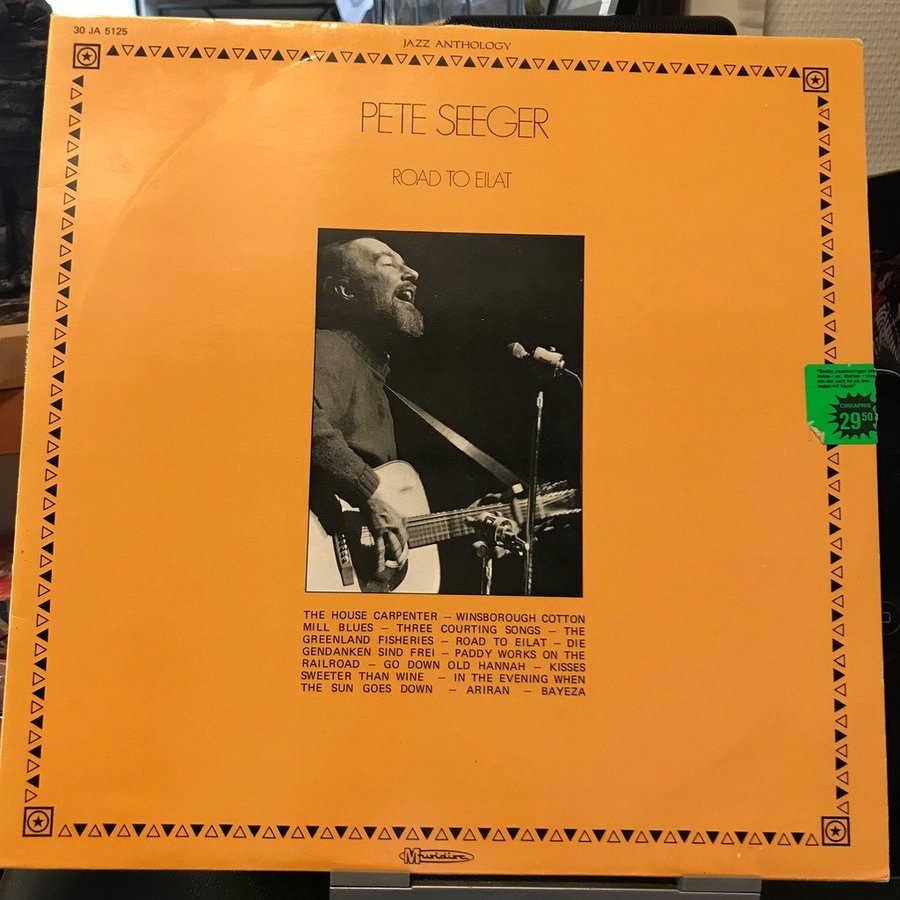 30 JA 5125
JAZZ ANTHOLOGY
PETE SEEGER
ROAD TO EILAT
CIRKAPRIS
29⁵⁰
THE HOUSE CARPENTER – WINSBOROUGH COTTON
MILL BLUES – THREE COURTING SONGS – THE
GREENLAND FISHERIES – ROAD TO EILAT – DIE
GENDANKEN SIND FREI – PADDY WORKS ON THE
RAILROAD – GO DOWN OLD HANNAH – KISSES
SWEETER THAN WINE – IN THE EVENING WHEN
THE SUN GOES DOWN – ARIRAN – BAYEZA
Musidisc